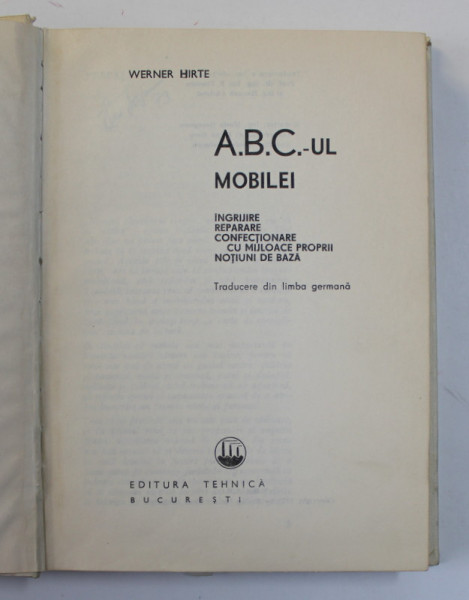 WERNER HIRTE
A.B.C.-UL
MOBILEI
ÎNGRIJIRE
REPARARE
CONFECȚIONARE
CU MIJLOACE PROPRII
NOȚIUNI DE BAZĂ
Traducere din limba germană
EDITURA TEHNICĂ
BUCUREȘTI